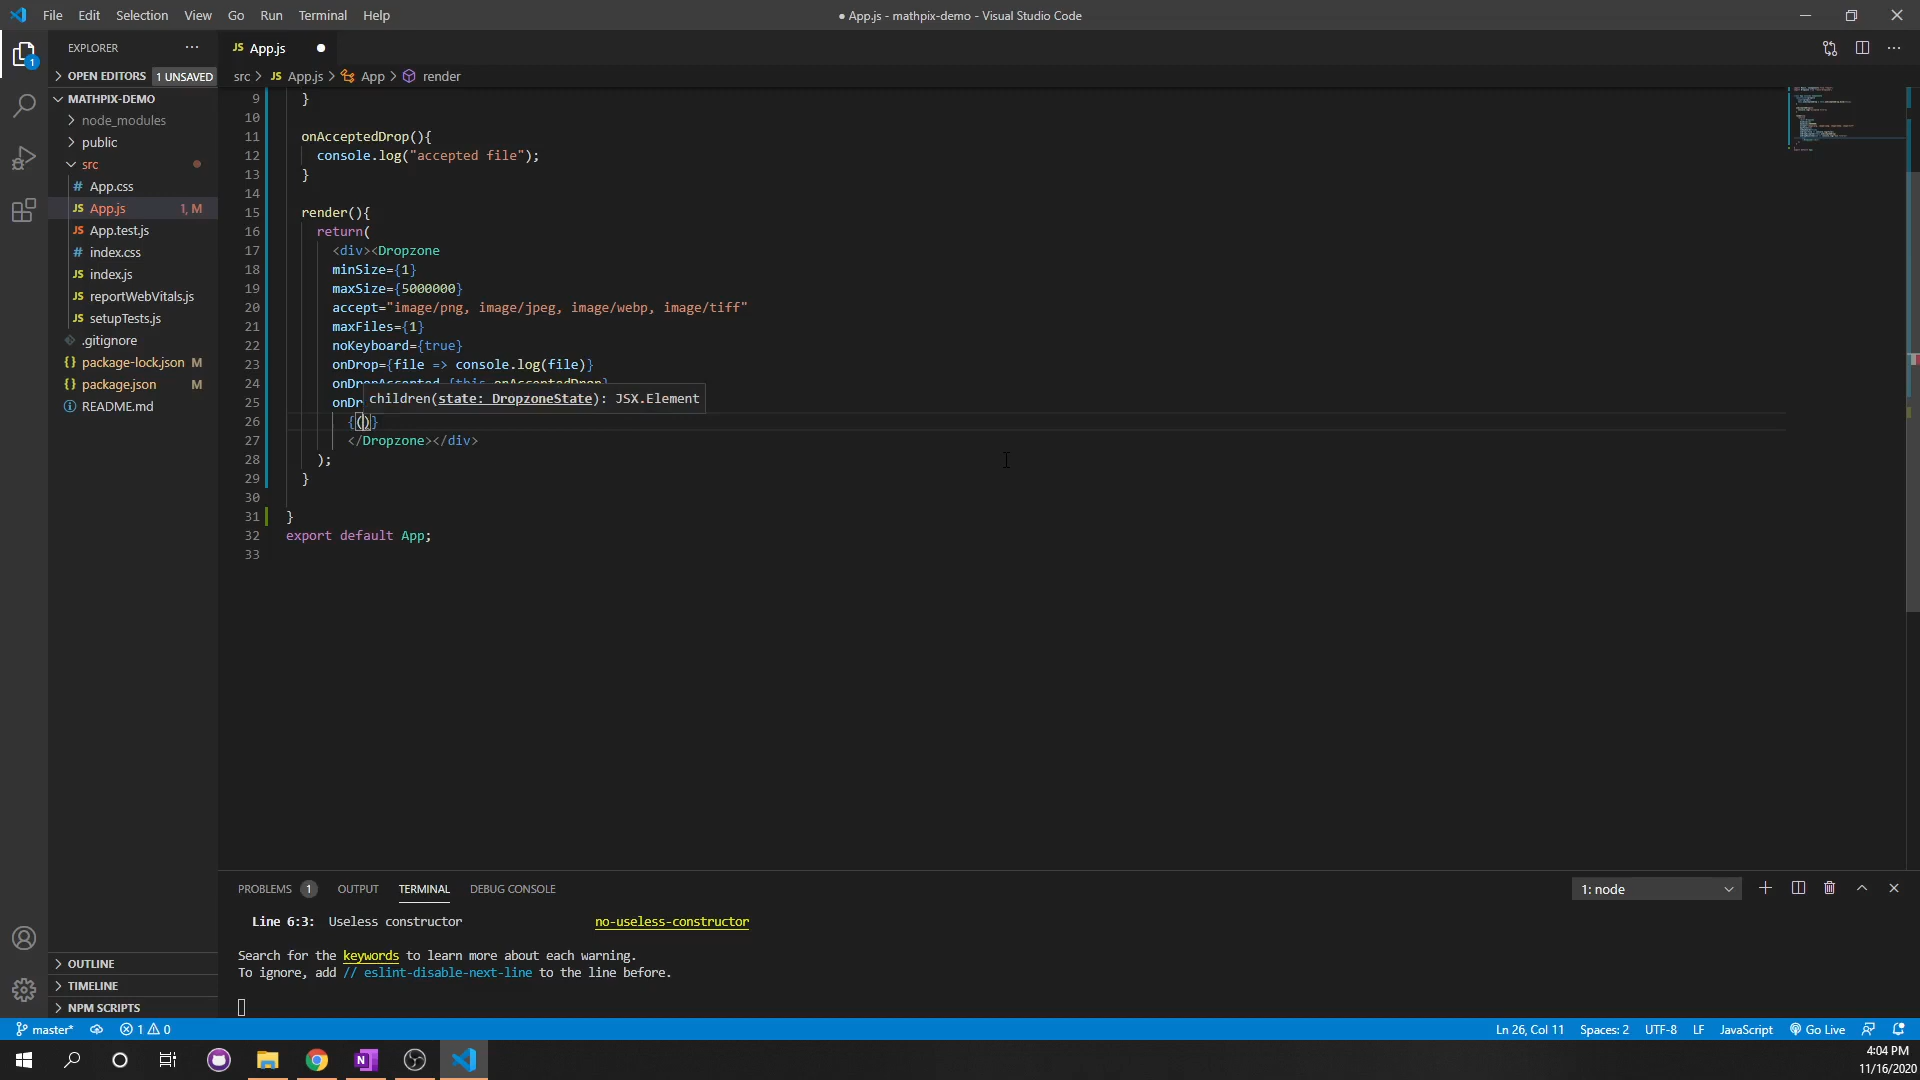 File Edit Selection View Go Run Terminal Help
● App.js - mathpix-demo - Visual Studio Code
EXPLORER
JS App.js
OPEN EDITORS 1 UNSAVED
src > JS App.js > App > render
MATHPIX-DEMO
node_modules
public
src
# App.css
JS App.js 1, M
JS App.test.js
# index.css
JS index.js
JS reportWebVitals.js
JS setupTests.js
.gitignore
{} package-lock.json M
{} package.json M
README.md
OUTLINE
TIMELINE
NPM SCRIPTS
9 }
10
11 onAcceptedDrop(){
12 console.log("accepted file");
13 }
14
15 render(){
16 return(
17 <div><Dropzone
18 minSize={1}
19 maxSize={5000000}
20 accept="image/png, image/jpeg, image/webp, image/tiff"
21 maxFiles={1}
22 noKeyboard={true}
23 onDrop={file => console.log(file)}
24 onDropAccepted {this.onAcceptedDrop}
25 onDr
children(state: DropzoneState): JSX.Element
26 {()}
27 </Dropzone></div>
28 );
29 }
30
31 }
32 export default App;
33
PROBLEMS 1 OUTPUT TERMINAL DEBUG CONSOLE
1: node
Line 6:3: Useless constructor no-useless-constructor
Search for the keywords to learn more about each warning.
To ignore, add // eslint-disable-next-line to the line before.
master* 1 0
Ln 26, Col 11 Spaces: 2 UTF-8 LF JavaScript Go Live
4:04 PM
11/16/2020